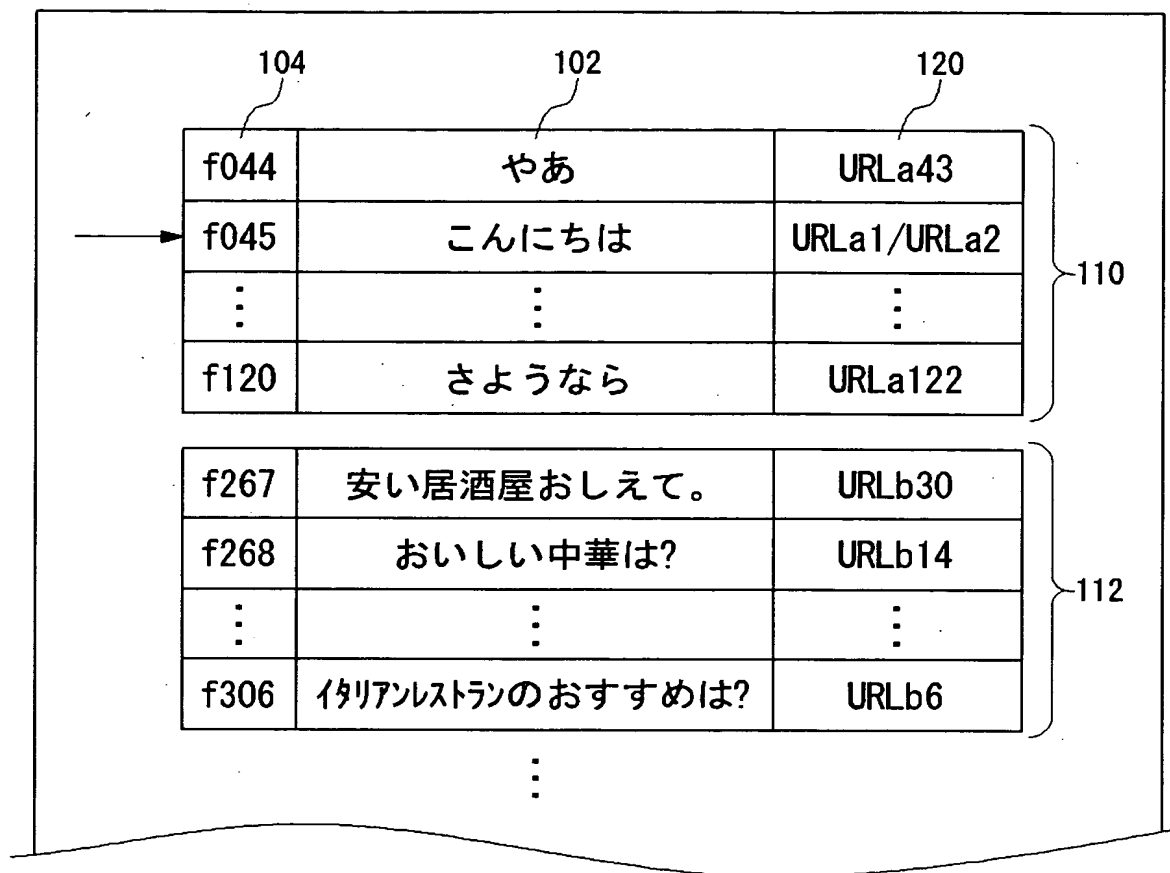 104 102 120
f044 やあ URLa43
f045 こんにちは URLa1/URLa2
⋮ ⋮ ⋮
f120 さようなら URLa122
110
f267 安い居酒屋おしえて。 URLb30
f268 おいしい中華は? URLb14
⋮ ⋮ ⋮
f306 ｲﾀﾘｱﾝﾚｽﾄﾗﾝのおすすめは? URLb6
112
⋮